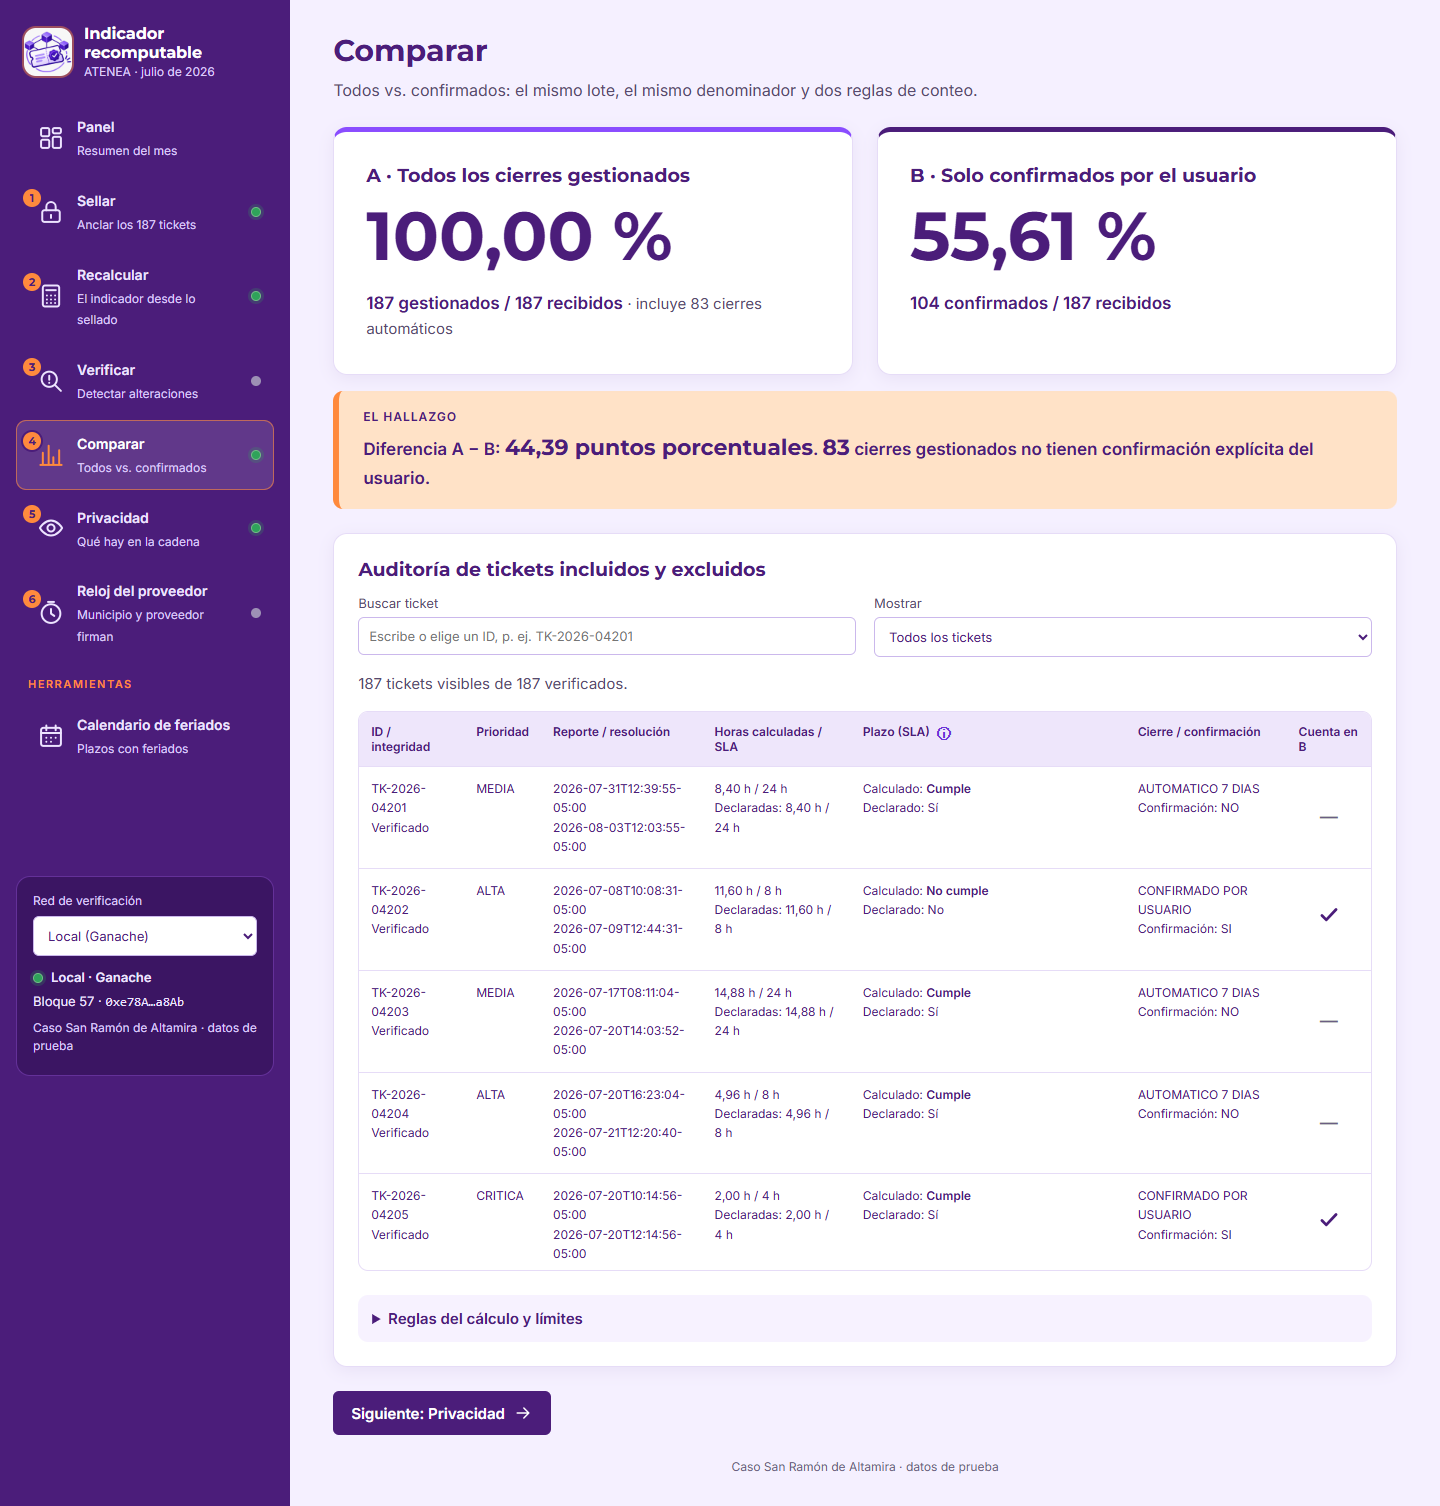 Indicador
recomputable
ATENEA · julio de 2026
Panel
Resumen del mes
1
Sellar
Anclar los 187 tickets
2
Recalcular
El indicador desde lo
sellado
3
Verificar
Detectar alteraciones
4
Comparar
Todos vs. confirmados
5
Privacidad
Qué hay en la cadena
6
Reloj del proveedor
Municipio y proveedor
firman
HERRAMIENTAS
Calendario de feriados
Plazos con feriados
Red de verificación
Local (Ganache)
Local · Ganache
Bloque 57 · 0xe78A…a8Ab
Caso San Ramón de Altamira · datos de
prueba
Comparar
Todos vs. confirmados: el mismo lote, el mismo denominador y dos reglas de conteo.
A · Todos los cierres gestionados
100,00 %
187 gestionados / 187 recibidos · incluye 83 cierres
automáticos
B · Solo confirmados por el usuario
55,61 %
104 confirmados / 187 recibidos
EL HALLAZGO
Diferencia A − B: 44,39 puntos porcentuales. 83 cierres gestionados no tienen confirmación explícita del
usuario.
Auditoría de tickets incluidos y excluidos
Buscar ticket
Escribe o elige un ID, p. ej. TK-2026-04201
Mostrar
Todos los tickets
187 tickets visibles de 187 verificados.
ID /
integridad
Prioridad
Reporte / resolución
Horas calculadas /
SLA
Plazo (SLA)
Cierre / confirmación
Cuenta en
B
TK-2026-
04201
Verificado
MEDIA
2026-07-31T12:39:55-
05:00
2026-08-03T12:03:55-
05:00
8,40 h / 24 h
Declaradas: 8,40 h /
24 h
Calculado: Cumple
Declarado: Sí
AUTOMATICO 7 DIAS
Confirmación: NO
—
TK-2026-
04202
Verificado
ALTA
2026-07-08T10:08:31-
05:00
2026-07-09T12:44:31-
05:00
11,60 h / 8 h
Declaradas: 11,60 h /
8 h
Calculado: No cumple
Declarado: No
CONFIRMADO POR
USUARIO
Confirmación: SI
TK-2026-
04203
Verificado
MEDIA
2026-07-17T08:11:04-
05:00
2026-07-20T14:03:52-
05:00
14,88 h / 24 h
Declaradas: 14,88 h /
24 h
Calculado: Cumple
Declarado: Sí
AUTOMATICO 7 DIAS
Confirmación: NO
—
TK-2026-
04204
Verificado
ALTA
2026-07-20T16:23:04-
05:00
2026-07-21T12:20:40-
05:00
4,96 h / 8 h
Declaradas: 4,96 h /
8 h
Calculado: Cumple
Declarado: Sí
AUTOMATICO 7 DIAS
Confirmación: NO
—
TK-2026-
04205
Verificado
CRITICA
2026-07-20T10:14:56-
05:00
2026-07-20T12:14:56-
05:00
2,00 h / 4 h
Declaradas: 2,00 h /
4 h
Calculado: Cumple
Declarado: Sí
CONFIRMADO POR
USUARIO
Confirmación: SI
Reglas del cálculo y límites
Siguiente: Privacidad →
Caso San Ramón de Altamira · datos de prueba